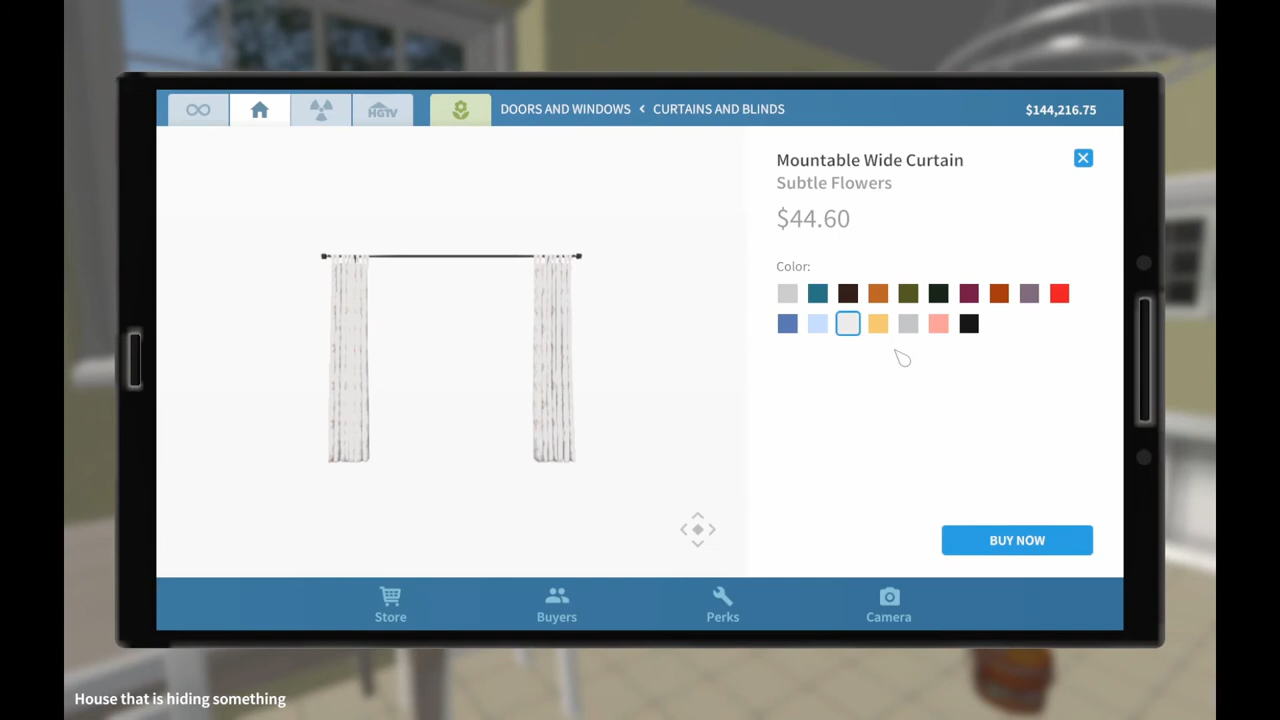 HGTV
DOORS AND WINDOWS < CURTAINS AND BLINDS
$144,216.75
Mountable Wide Curtain
Subtle Flowers
$44.60
Color:
BUY NOW
Store
Buyers
Perks
Camera
House that is hiding something